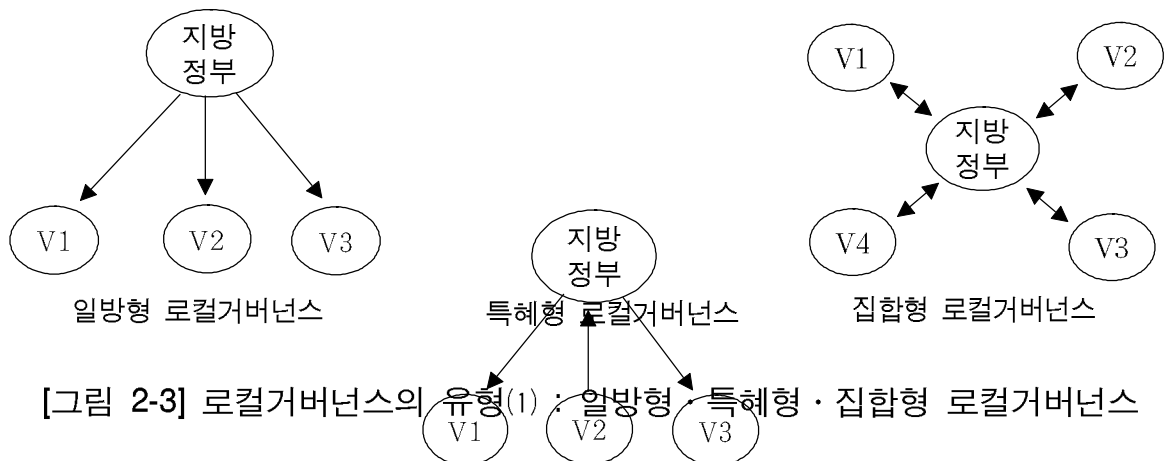 지방
정부
V1
V2
V3
일방형 로컬거버넌스
지방
정부
특혜형 로컬거버넌스
V1
V2
V3
V1
V2
지방
정부
V4
V3
집합형 로컬거버넌스
[그림 2-3] 로컬거버넌스의 유형(1) : 일방형 · 특혜형 · 집합형 로컬거버넌스